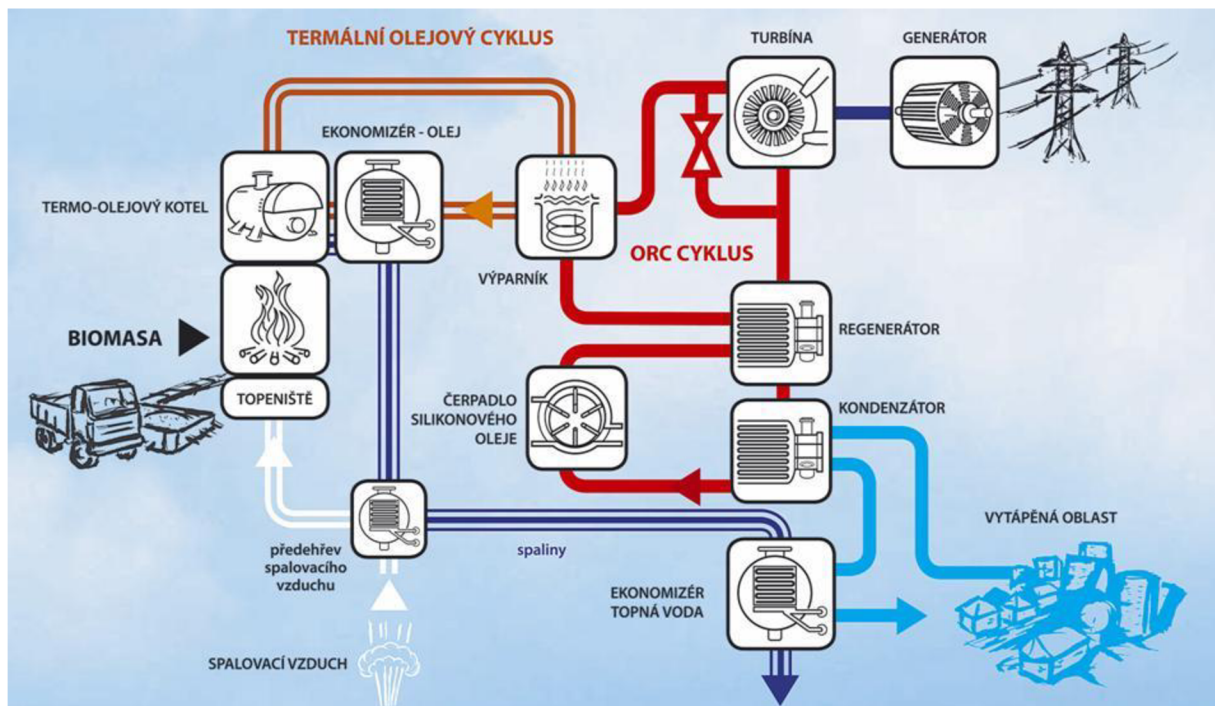 TERMÁLNÍ OLEJOVÝ CYKLUS
TURBÍNA
GENERÁTOR
EKONOMIZÉR - OLEJ
TERMO-OLEJOVÝ KOTEL
VÝPARNÍK
ORC CYKLUS
BIOMASA
REGENERÁTOR
TOPENIŠTĚ
ČERPADLO
SILIKONOVÉHO
OLEJE
KONDENZÁTOR
VYTÁPĚNÁ OBLAST
předehřev
spalovacího
vzduchu
spaliny
EKONOMIZÉR
TOPNÁ VODA
SPALOVACÍ VZDUCH